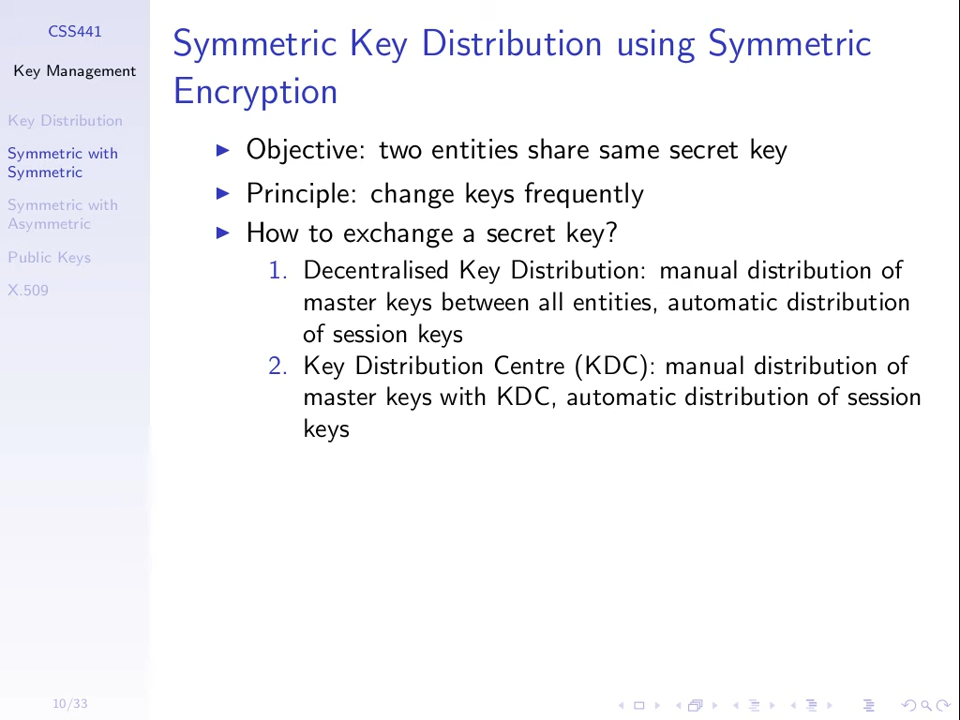 CSS441
Key Management
Key Distribution
Symmetric with
Symmetric
Symmetric with
Asymmetric
Public Keys
X.509
10/33
Symmetric Key Distribution using Symmetric
Encryption
► Objective: two entities share same secret key
► Principle: change keys frequently
► How to exchange a secret key?
1. Decentralised Key Distribution: manual distribution of
master keys between all entities, automatic distribution
of session keys
2. Key Distribution Centre (KDC): manual distribution of
master keys with KDC, automatic distribution of session
keys